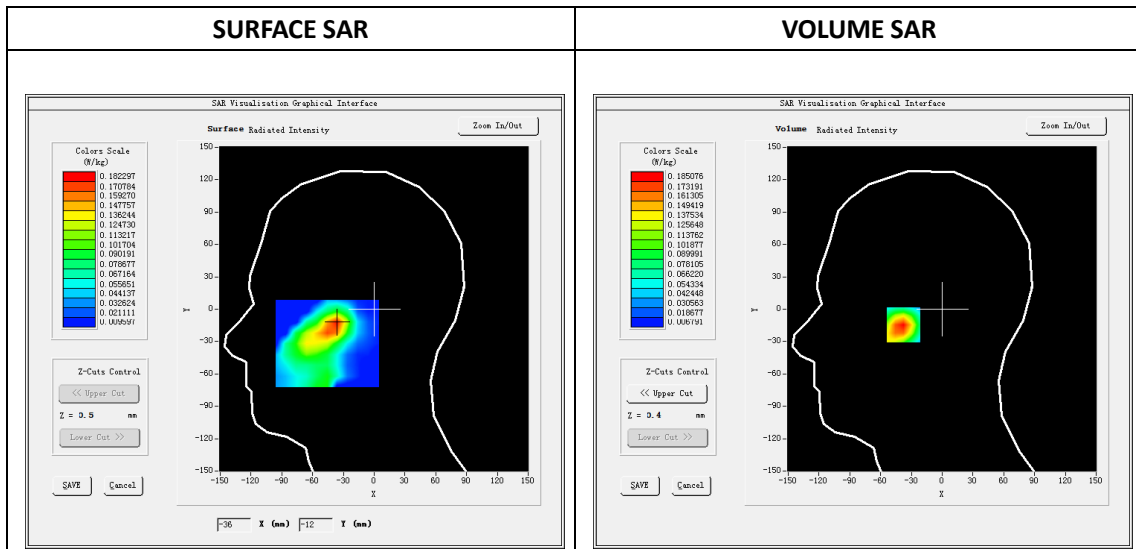 SURFACE SAR
VOLUME SAR
SAR Visualisation Graphical Interface
Surface Radiated Intensity
Zoom In/Out
Colors Scale
(W/kg)
0.182297
0.170784
0.159270
0.147757
0.136244
0.124730
0.113217
0.101704
0.090191
0.078677
0.067164
0.055651
0.044137
0.032624
0.021111
0.009597
Z-Cuts Control
<< Upper Cut
Z = 0.5 mm
Lower Cut >>
SAVE
Cancel
150
120
90
60
30
0
-30
-60
-90
-120
-150
Y
-150 -120 -90 -60 -30 0 30 60 90 120 150
X
-36 X (mm) -12 Y (mm)
SAR Visualisation Graphical Interface
Volume Radiated Intensity
Zoom In/Out
Colors Scale
(W/kg)
0.185076
0.173191
0.161305
0.149419
0.137534
0.125648
0.113762
0.101877
0.089991
0.078105
0.066220
0.054334
0.042448
0.030563
0.018677
0.006791
Z-Cuts Control
<< Upper Cut
Z = 0.4 mm
Lower Cut >>
SAVE
Cancel
150
120
90
60
30
0
-30
-60
-90
-120
-150
Y
-150 -120 -90 -60 -30 0 30 60 90 120 150
X